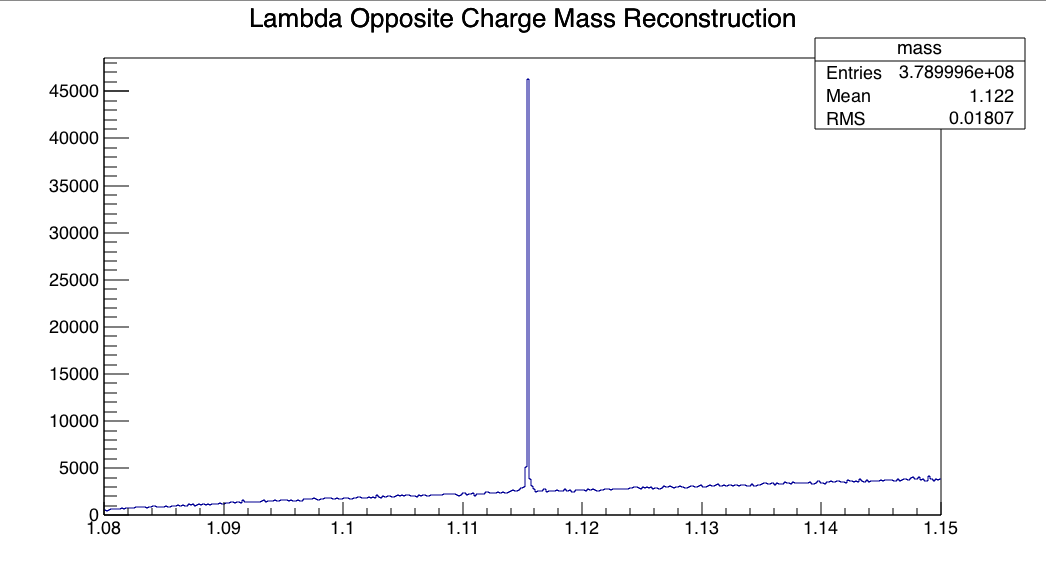 Lambda Opposite Charge Mass Reconstruction
mass
Entries 3.789996e+08
Mean 1.122
RMS 0.01807
45000
40000
35000
30000
25000
20000
15000
10000
5000
0
1.08 1.09 1.1 1.11 1.12 1.13 1.14 1.15